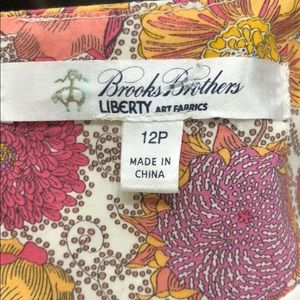 Brooks Brothers
LIBERTY ART FABRICS
12P
MADE IN
CHINA